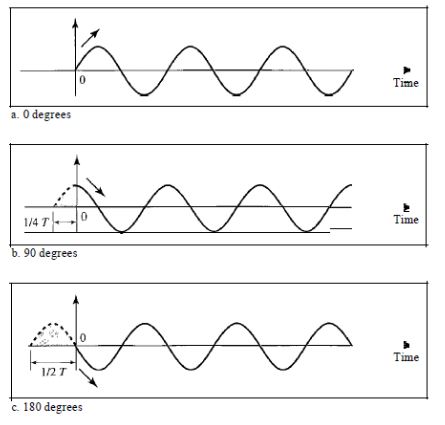 0
Time
a. 0 degrees
1/4 T
0
Time
b. 90 degrees
0
Time
1/2 T
c. 180 degrees